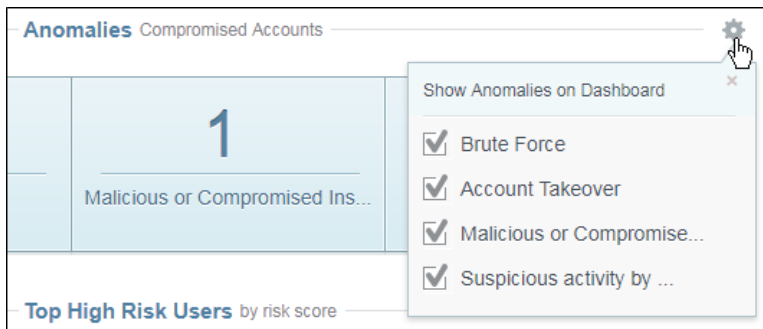 Anomalies Compromised Accounts
Show Anomalies on Dashboard
1
Brute Force
Malicious or Compromised Ins...
Account Takeover
Malicious or Compromise...
Suspicious activity by ...
Top High Risk Users by risk score